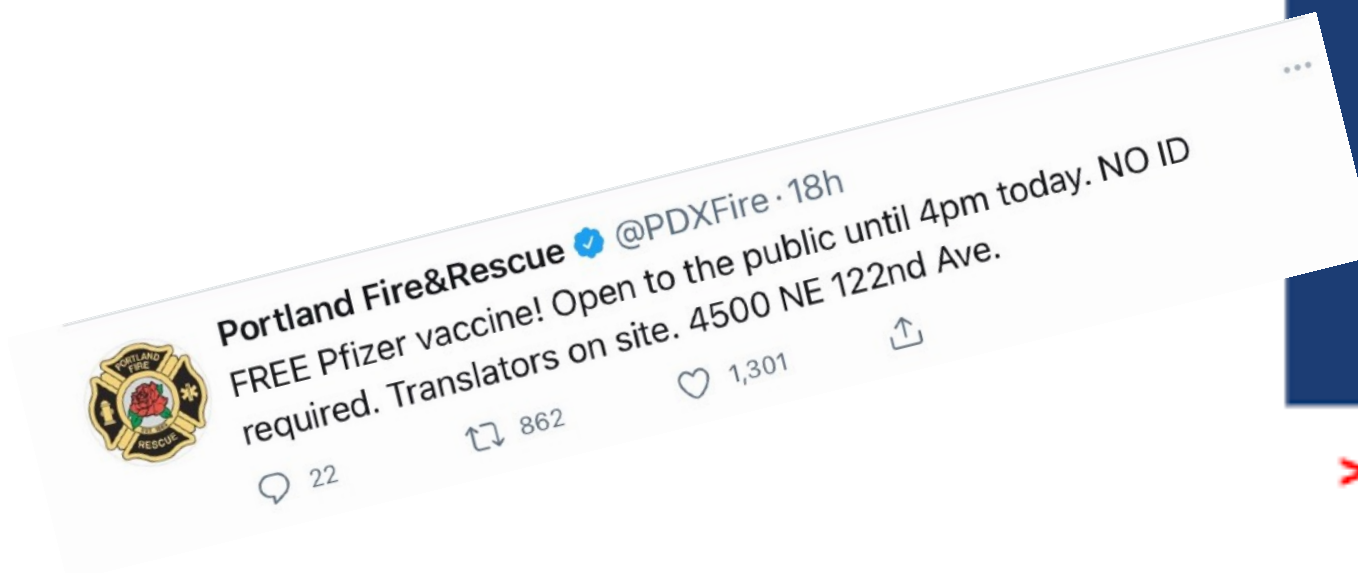 Portland Fire&Rescue @PDXFire · 18h
FREE Pfizer vaccine! Open to the public until 4pm today. NO ID
required. Translators on site. 4500 NE 122nd Ave.
22 862 1,301
PORTLAND
FIRE
RESCUE